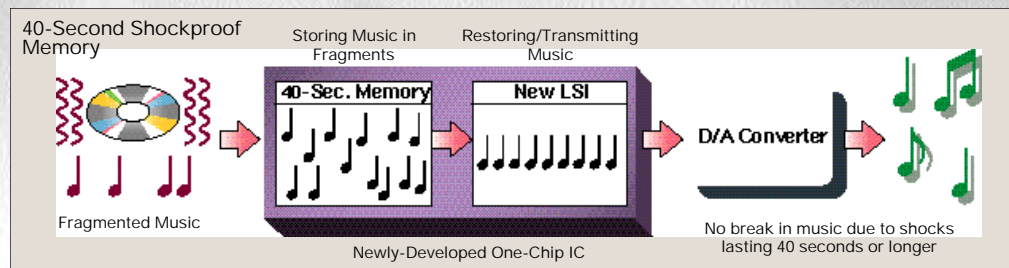 40-Second Shockproof
Memory
Storing Music in
Fragments
Restoring/Transmitting
Music
40-Sec. Memory
New LSI
D/A Converter
Fragmented Music
No break in music due to shocks
lasting 40 seconds or longer
Newly-Developed One-Chip IC